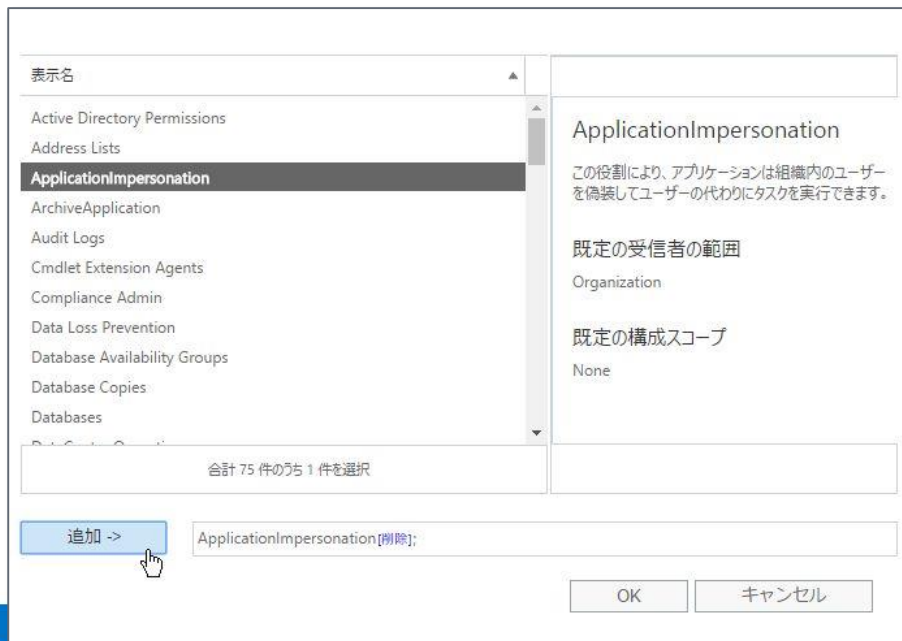 表示名
Active Directory Permissions
Address Lists
ApplicationImpersonation
ArchiveApplication
Audit Logs
Cmdlet Extension Agents
Compliance Admin
Data Loss Prevention
Database Availability Groups
Database Copies
Databases
合計 75 件のうち 1 件を選択
ApplicationImpersonation
この役割により、アプリケーションは組織内のユーザー
を偽装してユーザーの代わりにタスクを実行できます。
既定の受信者の範囲
Organization
既定の構成スコープ
None
追加 ->
ApplicationImpersonation[削除];
OK
キャンセル